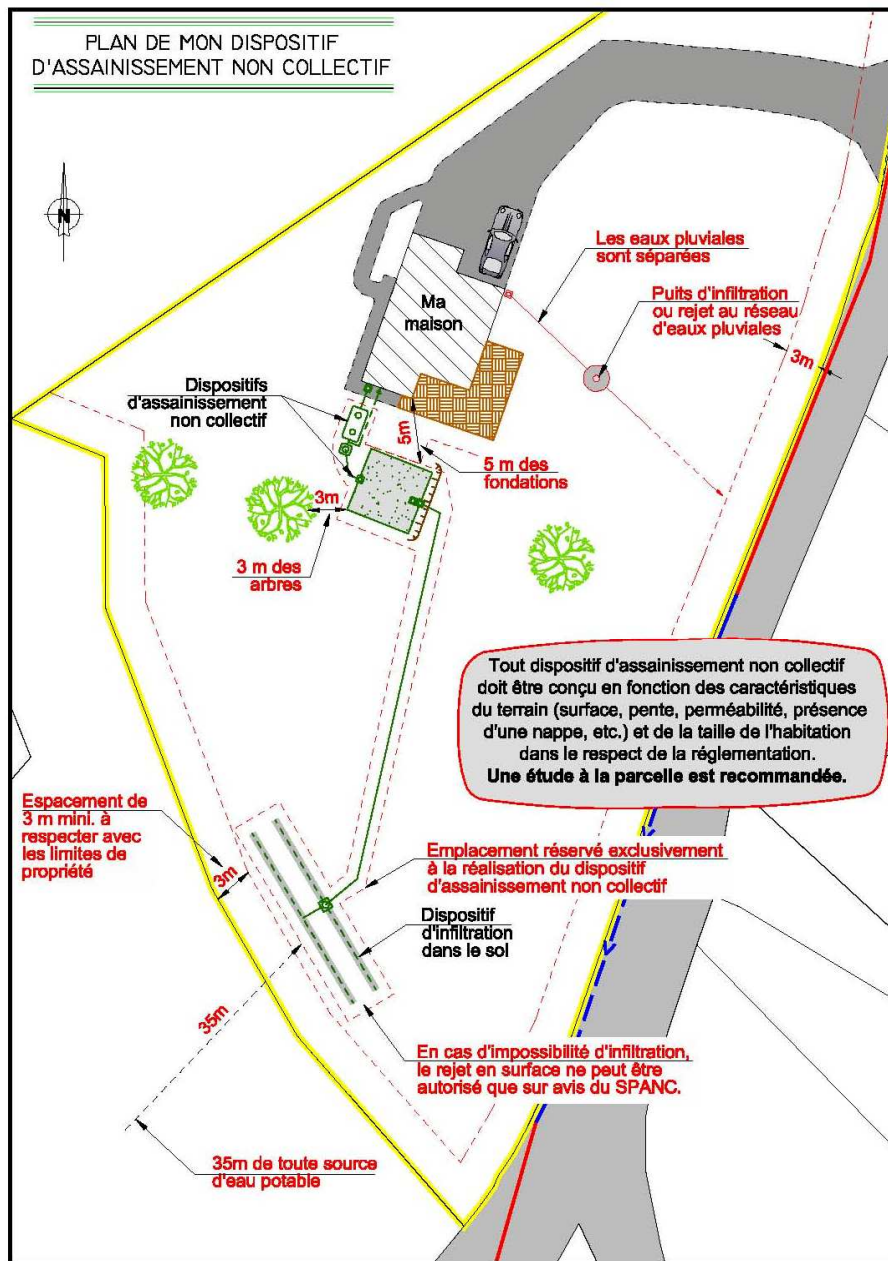 PLAN DE MON DISPOSITIF
D'ASSAINISSEMENT NON COLLECTIF
N
Les eaux pluviales
sont séparées
Puits d'infiltration
ou rejet au réseau
d'eaux pluviales
3m
Ma
maison
Dispositifs
d'assainissement
non collectif
5m
5 m des
fondations
3m
3 m des
arbres
Tout dispositif d'assainissement non collectif
doit être conçu en fonction des caractéristiques
du terrain (surface, pente, perméabilité, présence
d'une nappe, etc.) et de la taille de l'habitation
dans le respect de la réglementation.
Une étude à la parcelle est recommandée.
Espacement de
3 m mini. à
respecter avec
les limites de
propriété
3m
Emplacement réservé exclusivement
à la réalisation du dispositif
d'assainissement non collectif
Dispositif
d'infiltration
dans le sol
35m
En cas d'impossibilité d'infiltration,
le rejet en surface ne peut être
autorisé que sur avis du SPANC.
35m de toute source
d'eau potable